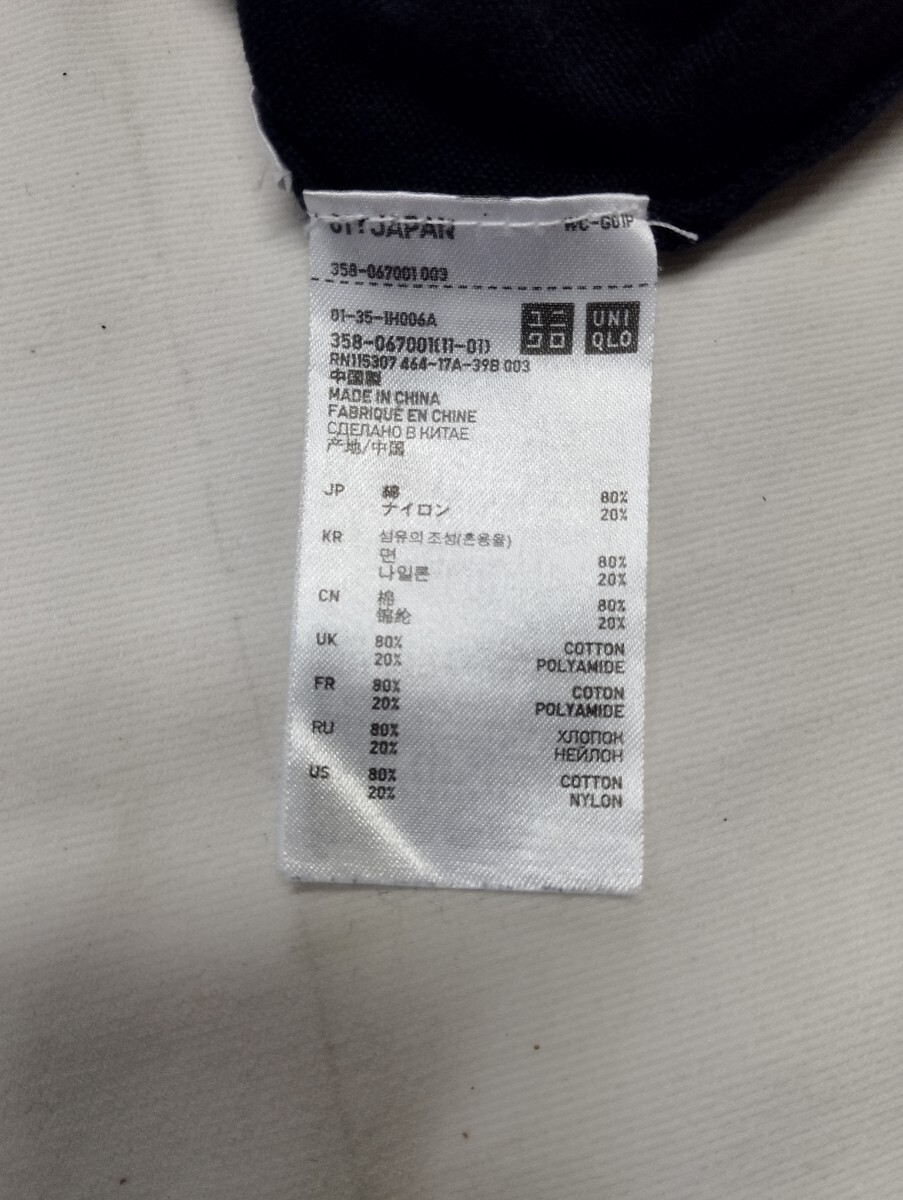 JAPAN
WC-G01P
358-067001 003
01-35-1H006A
ユニ
クロ
UNI
QLO
358-067001(11-01)
RN115307 464-17A-39B 003
中国製
MADE IN CHINA
FABRIQUÉ EN CHINE
СДЕЛАНО В КИТАЕ
产地/中国
JP 綿 80%
ナイロン 20%
KR 섬유의 조성(혼용율)
면 80%
나일론 20%
CN 棉 80%
锦纶 20%
UK 80% COTTON
20% POLYAMIDE
FR 80% COTON
20% POLYAMIDE
RU 80% ХЛОПОК
20% НЕЙЛОН
US 80% COTTON
20% NYLON